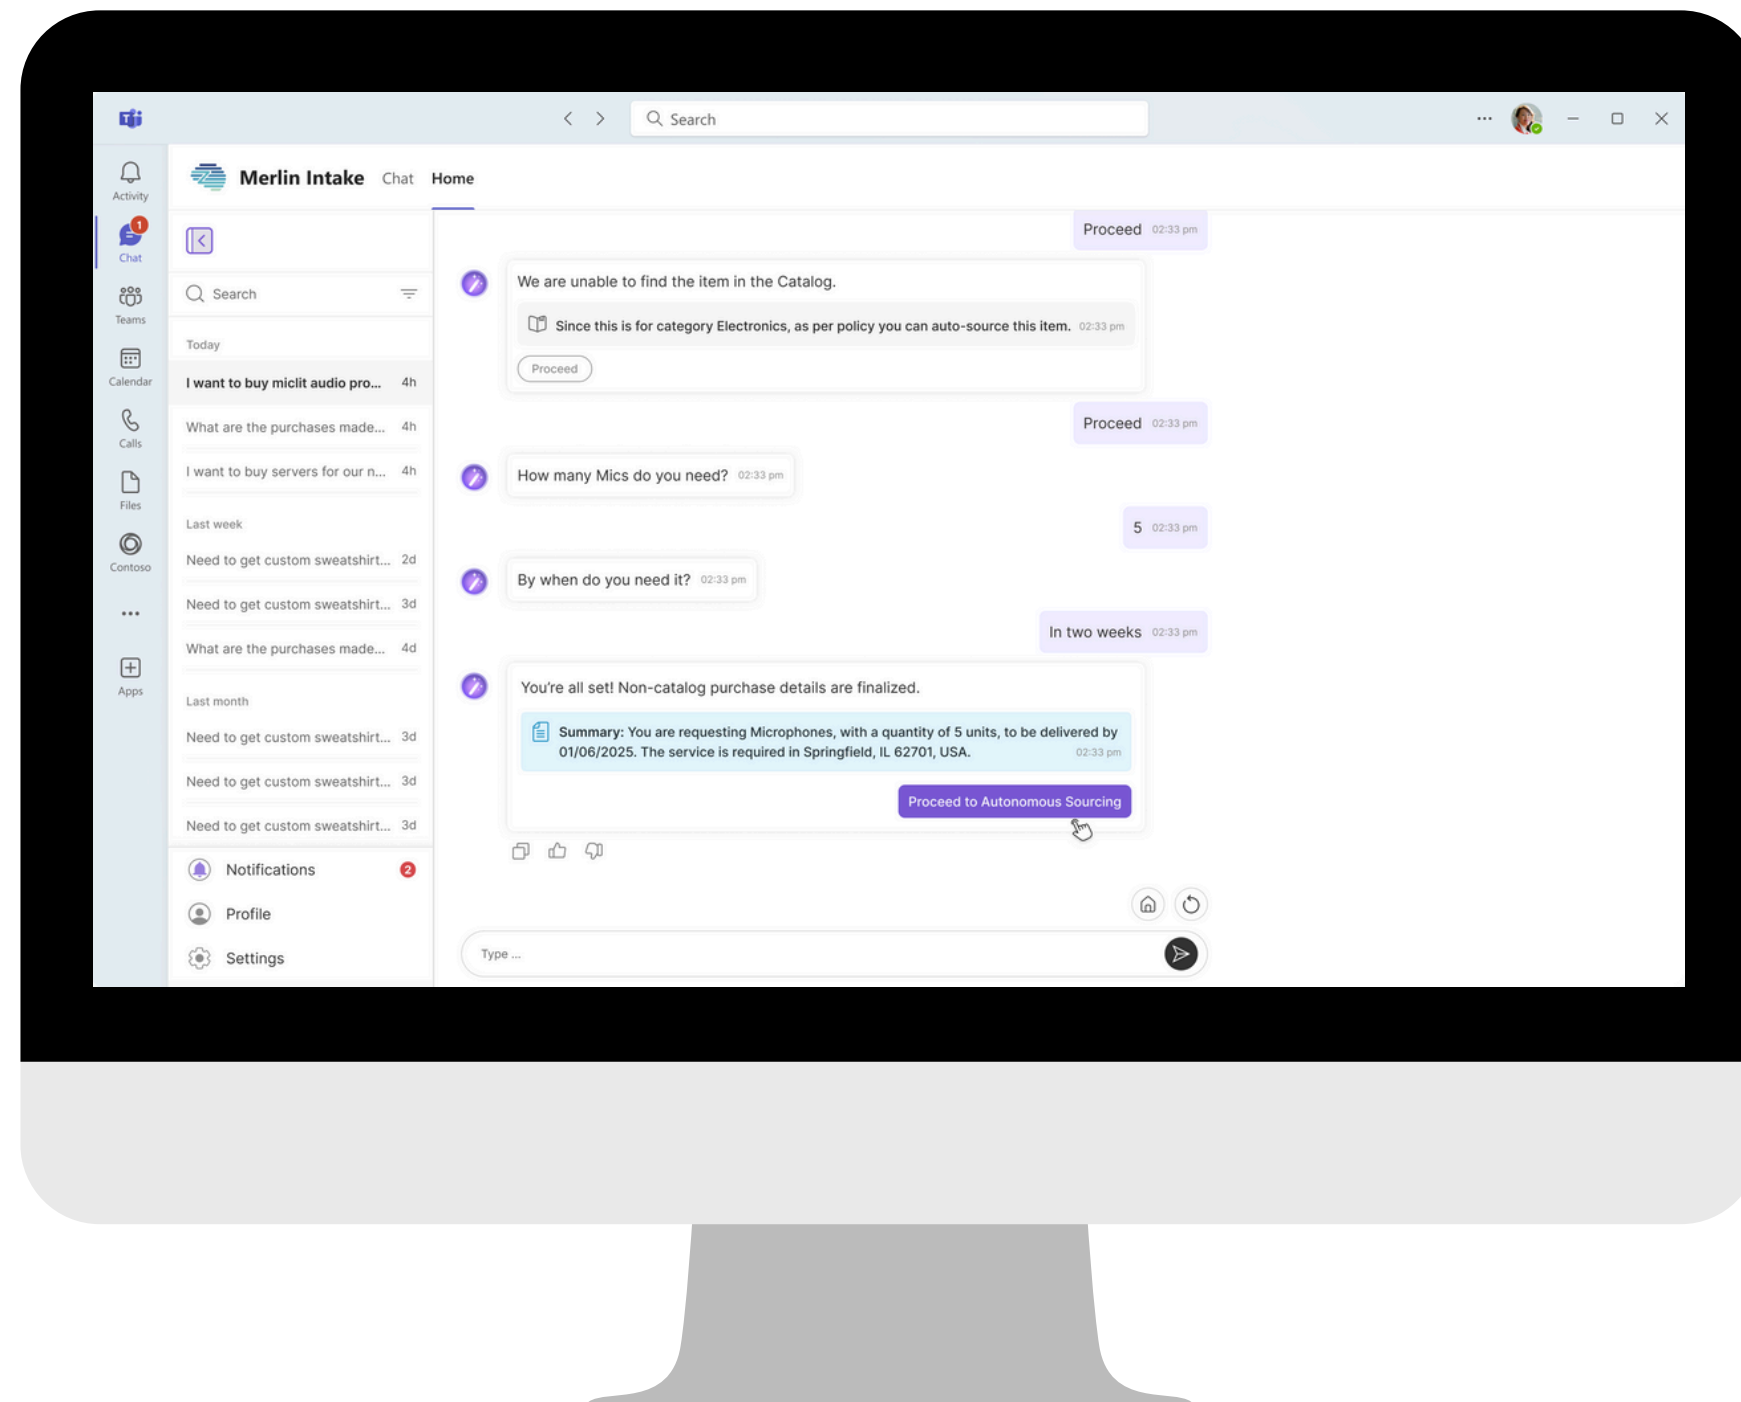 Search
Activity
1
Chat
Teams
Calendar
Calls
Files
Contoso
Apps
Merlin Intake Chat Home
Search
Today
I want to buy miclit audio pro... 4h
What are the purchases made... 4h
I want to buy servers for our n... 4h
Last week
Need to get custom sweatshirt... 2d
Need to get custom sweatshirt... 3d
What are the purchases made... 4d
Last month
Need to get custom sweatshirt... 3d
Need to get custom sweatshirt... 3d
Need to get custom sweatshirt... 3d
Notifications 2
Profile
Settings
Proceed 02:33 pm
We are unable to find the item in the Catalog.
Since this is for category Electronics, as per policy you can auto-source this item. 02:33 pm
Proceed
Proceed 02:33 pm
How many Mics do you need? 02:33 pm
5 02:33 pm
By when do you need it? 02:33 pm
In two weeks 02:33 pm
You're all set! Non-catalog purchase details are finalized.
Summary: You are requesting Microphones, with a quantity of 5 units, to be delivered by
01/06/2025. The service is required in Springfield, IL 62701, USA. 02:33 pm
Proceed to Autonomous Sourcing
Type ...